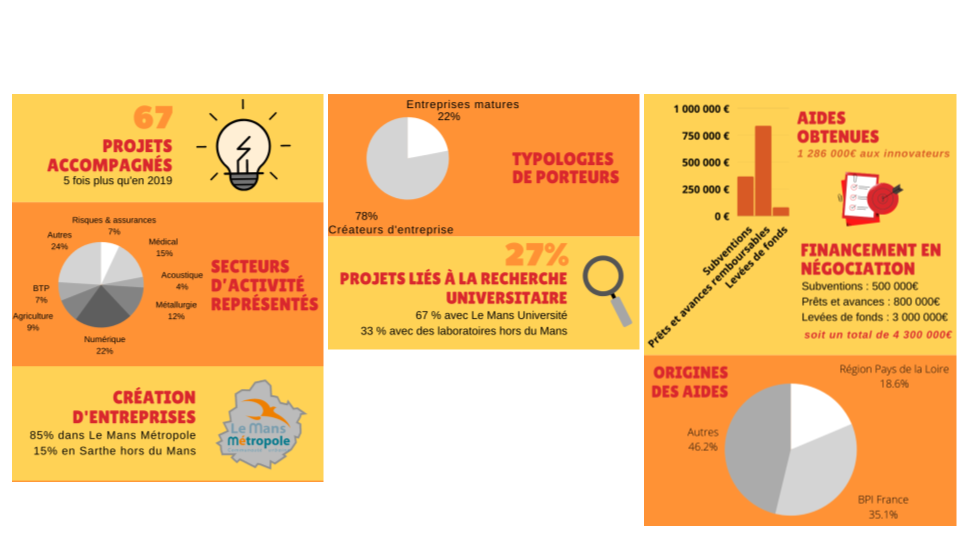 67
PROJETS
ACCOMPAGNÉS
5 fois plus qu'en 2019
Risques & assurances
7%
Autres
24%
Médical
15%
Acoustique
4%
BTP
7%
Métallurgie
12%
Agriculture
9%
Numérique
22%
SECTEURS
D'ACTIVITÉ
REPRÉSENTÉS
CRÉATION
D'ENTREPRISES
85% dans Le Mans Métropole
15% en Sarthe hors du Mans
Le Mans
Métropole
Entreprises matures
22%
TYPOLOGIES
DE PORTEURS
78%
Créateurs d'entreprise
27%
PROJETS LIÉS À LA RECHERCHE
UNIVERSITAIRE
67 % avec Le Mans Université
33 % avec des laboratoires hors du Mans
1 000 000 €
750 000 €
500 000 €
250 000 €
0 €
Subventions
Prêts et avances remboursables
Levées de fonds
AIDES
OBTENUES
1 286 000€ aux innovateurs
FINANCEMENT EN
NÉGOCIATION
Subventions : 500 000€
Prêts et avances : 800 000€
Levées de fonds : 3 000 000€
soit un total de 4 300 000€
ORIGINES
DES AIDES
Région Pays de la Loire
18.6%
Autres
46.2%
BPI France
35.1%